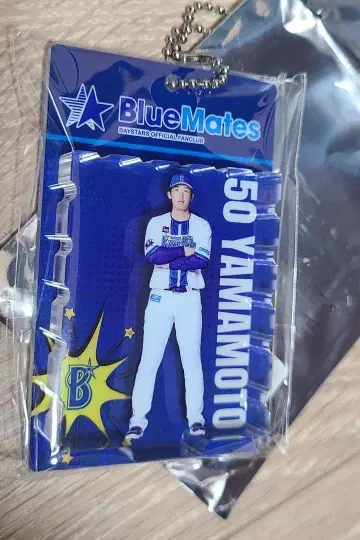 BlueMates
BAYSTARS OFFICIAL FANCLUB
50 YAMAMOTO
B